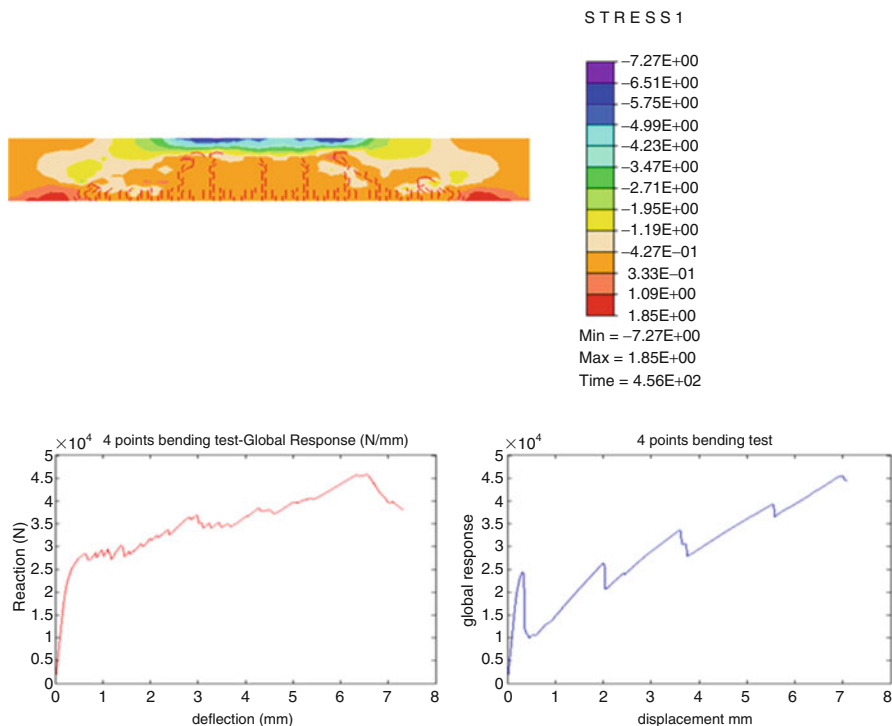 S T R E S S 1
−7.27E+00
−6.51E+00
−5.75E+00
−4.99E+00
−4.23E+00
−3.47E+00
−2.71E+00
−1.95E+00
−1.19E+00
−4.27E−01
3.33E−01
1.09E+00
1.85E+00
Min = −7.27E+00
Max = 1.85E+00
Time = 4.56E+02
×10⁴ 4 points bending test-Global Response (N/mm)
5
4.5
4
3.5
3
2.5
2
1.5
1
0.5
0
Reaction (N)
0 1 2 3 4 5 6 7 8
deflection (mm)
×10⁴ 4 points bending test
5
4.5
4
3.5
3
2.5
2
1.5
1
0.5
0
global response
0 1 2 3 4 5 6 7 8
displacement mm